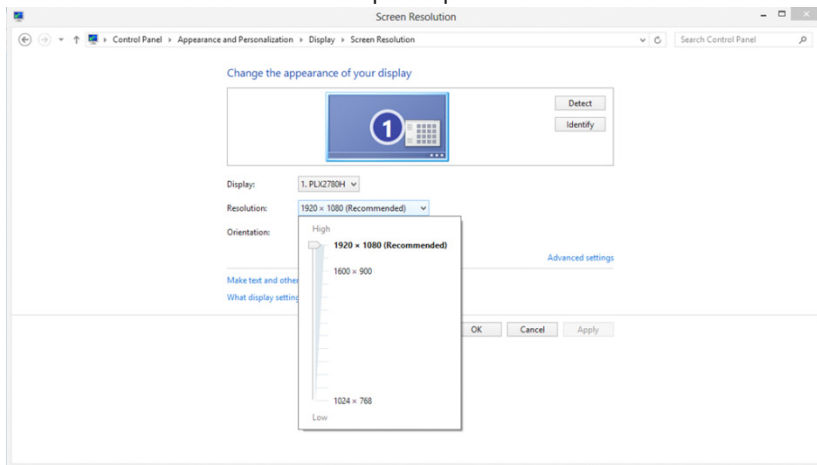 Screen Resolution
Control Panel ▸ Appearance and Personalization ▸ Display ▸ Screen Resolution
Search Control Panel
Change the appearance of your display
1
Detect
Identify
Display:
1. PLX2780H
Resolution:
1920 × 1080 (Recommended)
Orientation:
High
1920 × 1080 (Recommended)
Advanced settings
1600 × 900
Make text and other
What display setting
OK Cancel Apply
1024 × 768
Low